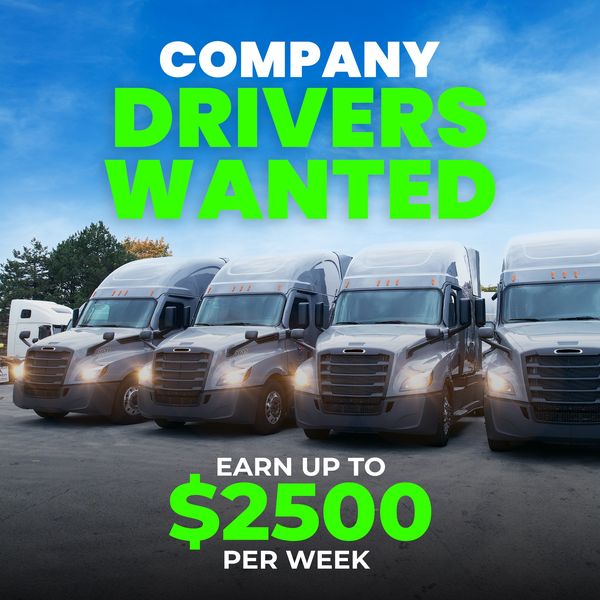 COMPANY
DRIVERS
WANTED
EARN UP TO
$2500
PER WEEK